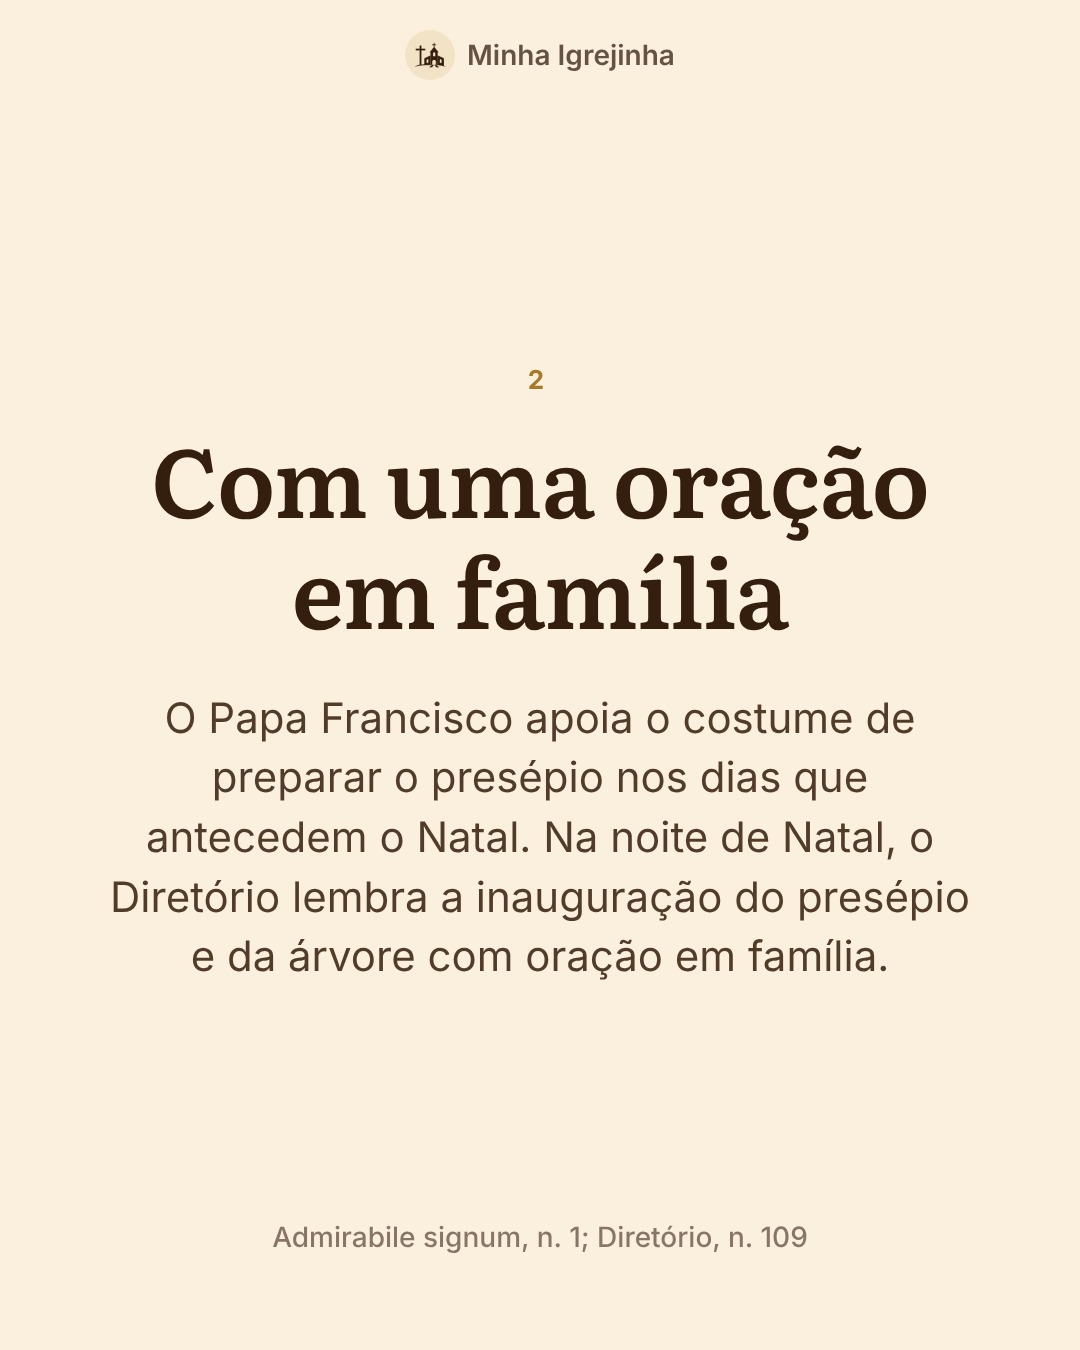 Minha Igrejinha
2
Com uma oração
em família
O Papa Francisco apoia o costume de
preparar o presépio nos dias que
antecedem o Natal. Na noite de Natal, o
Diretório lembra a inauguração do presépio
e da árvore com oração em família.
Admirabile signum, n. 1; Diretório, n. 109